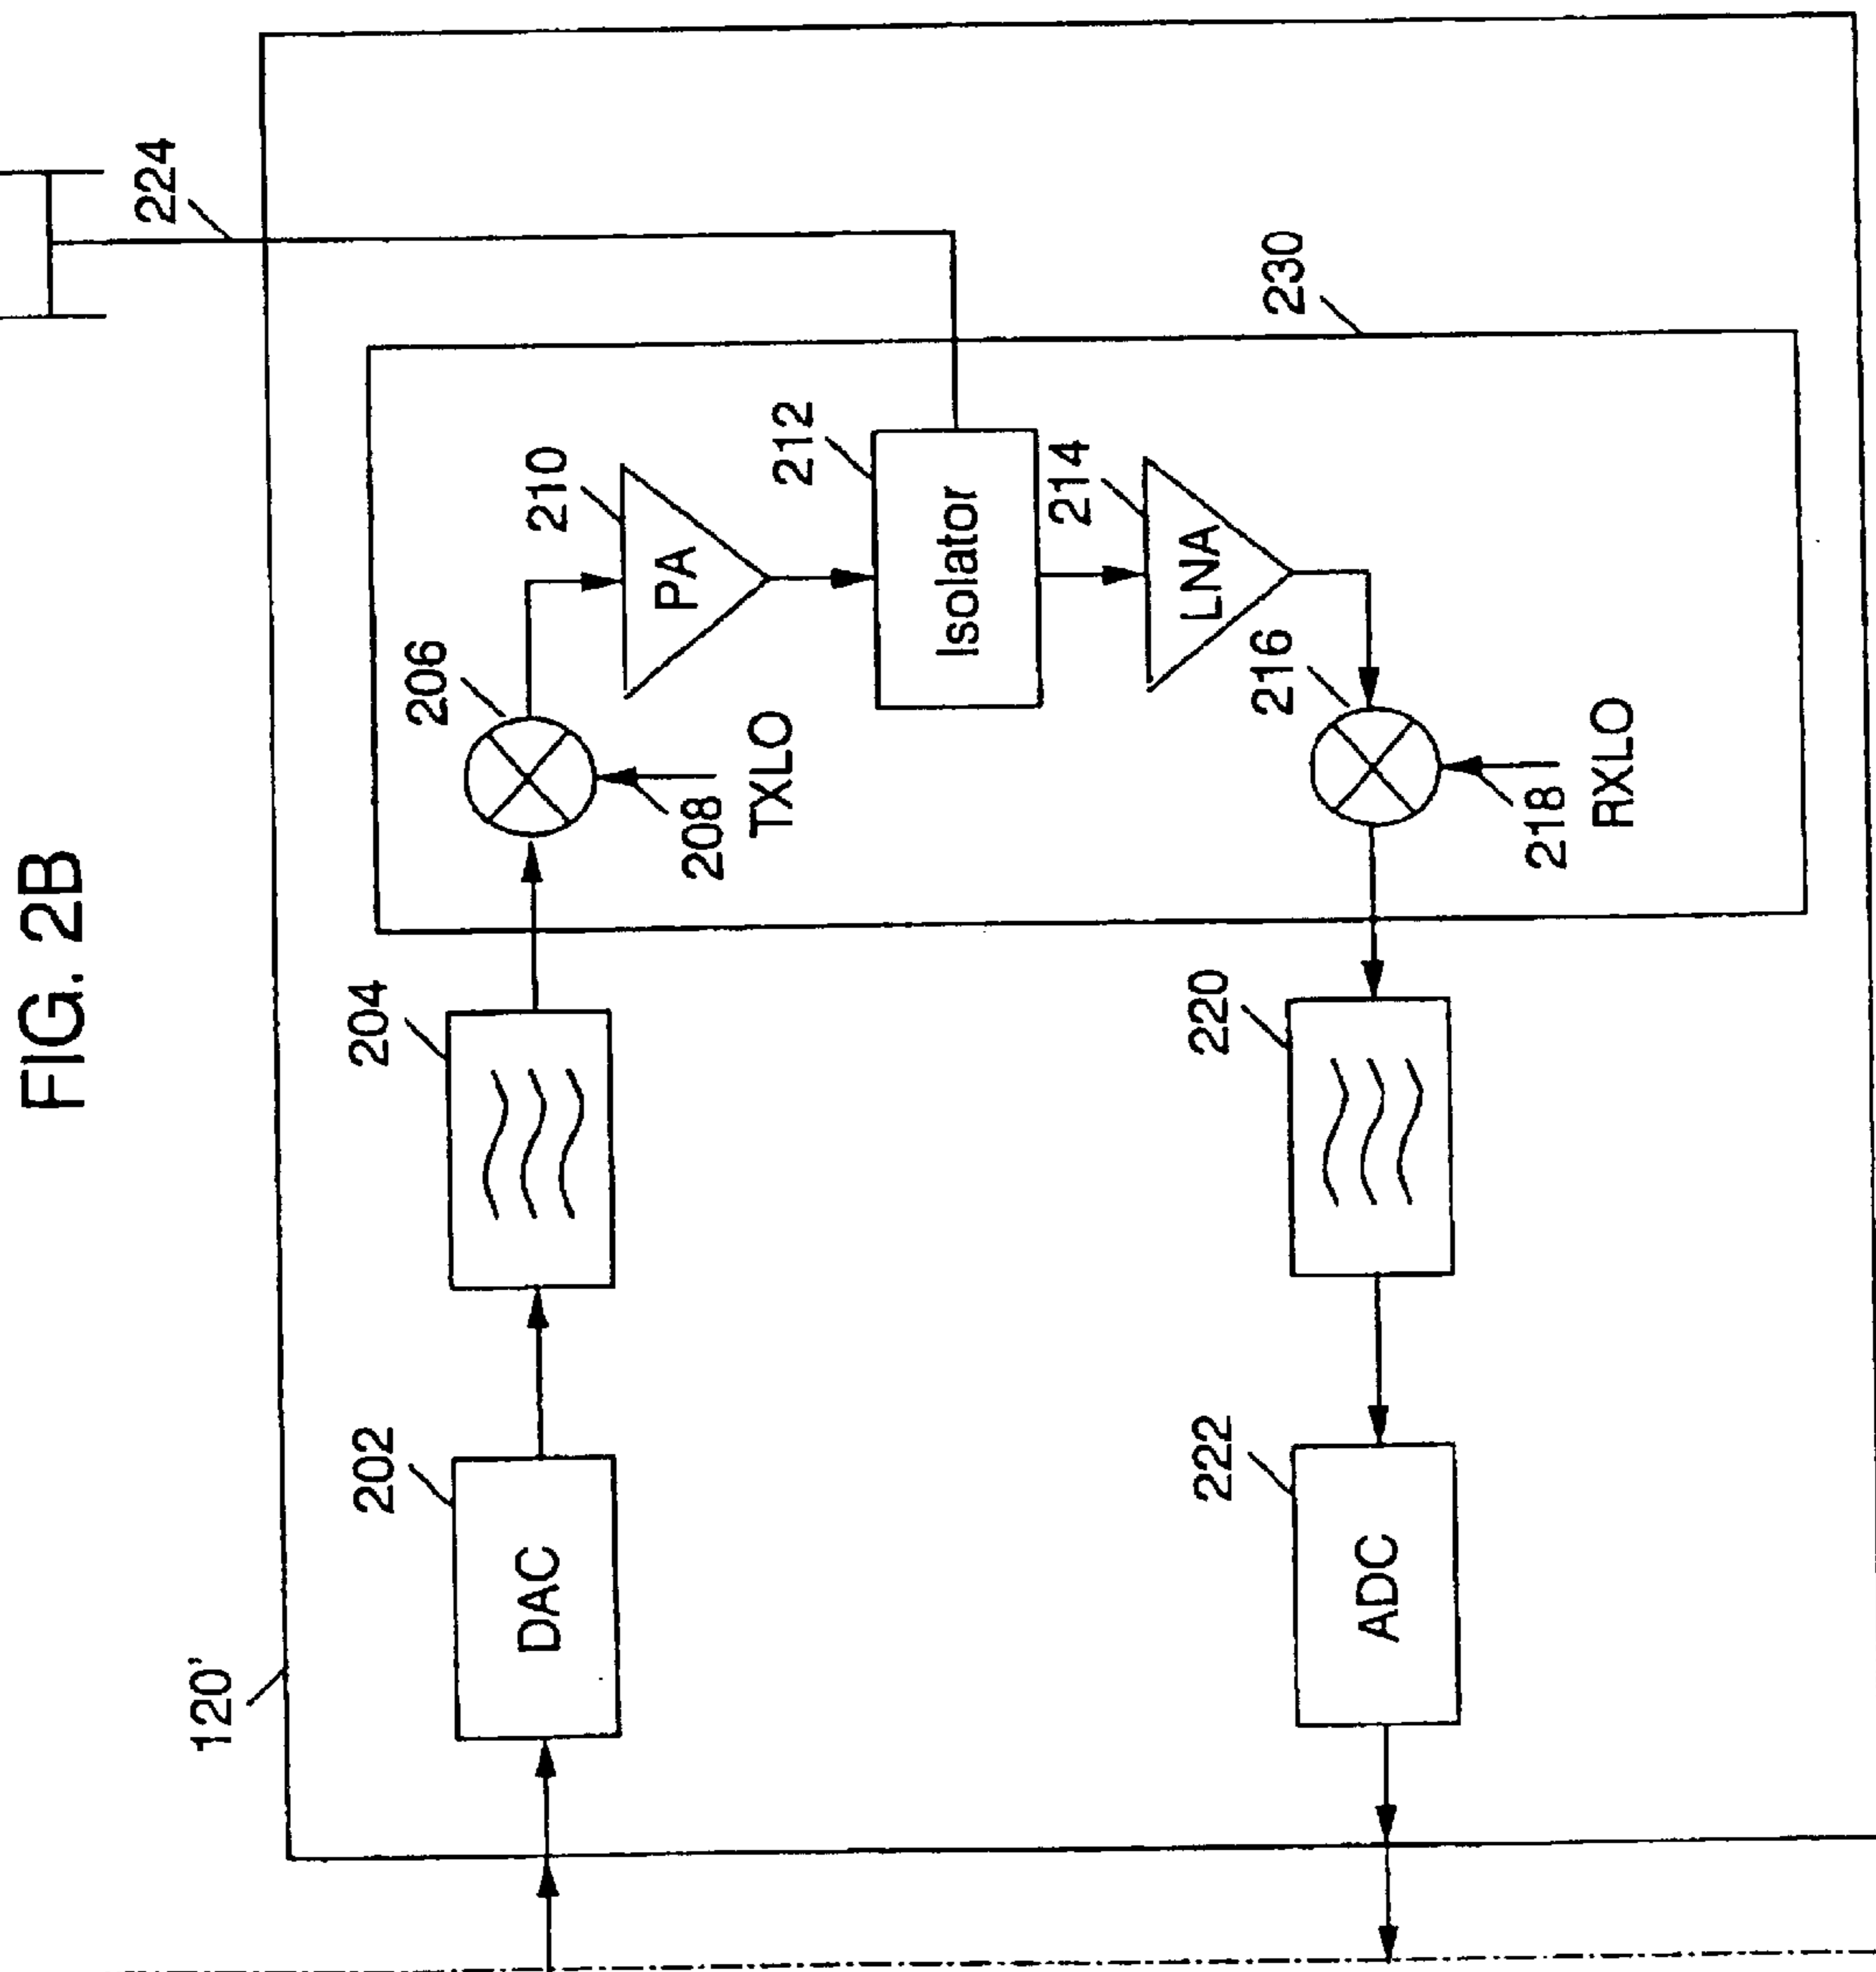 FIG. 2B
120'
224
202
DAC
204
206
208
TXLO
210
PA
212
Isolator
214
LNA
216
218
RXLO
220
222
ADC
230